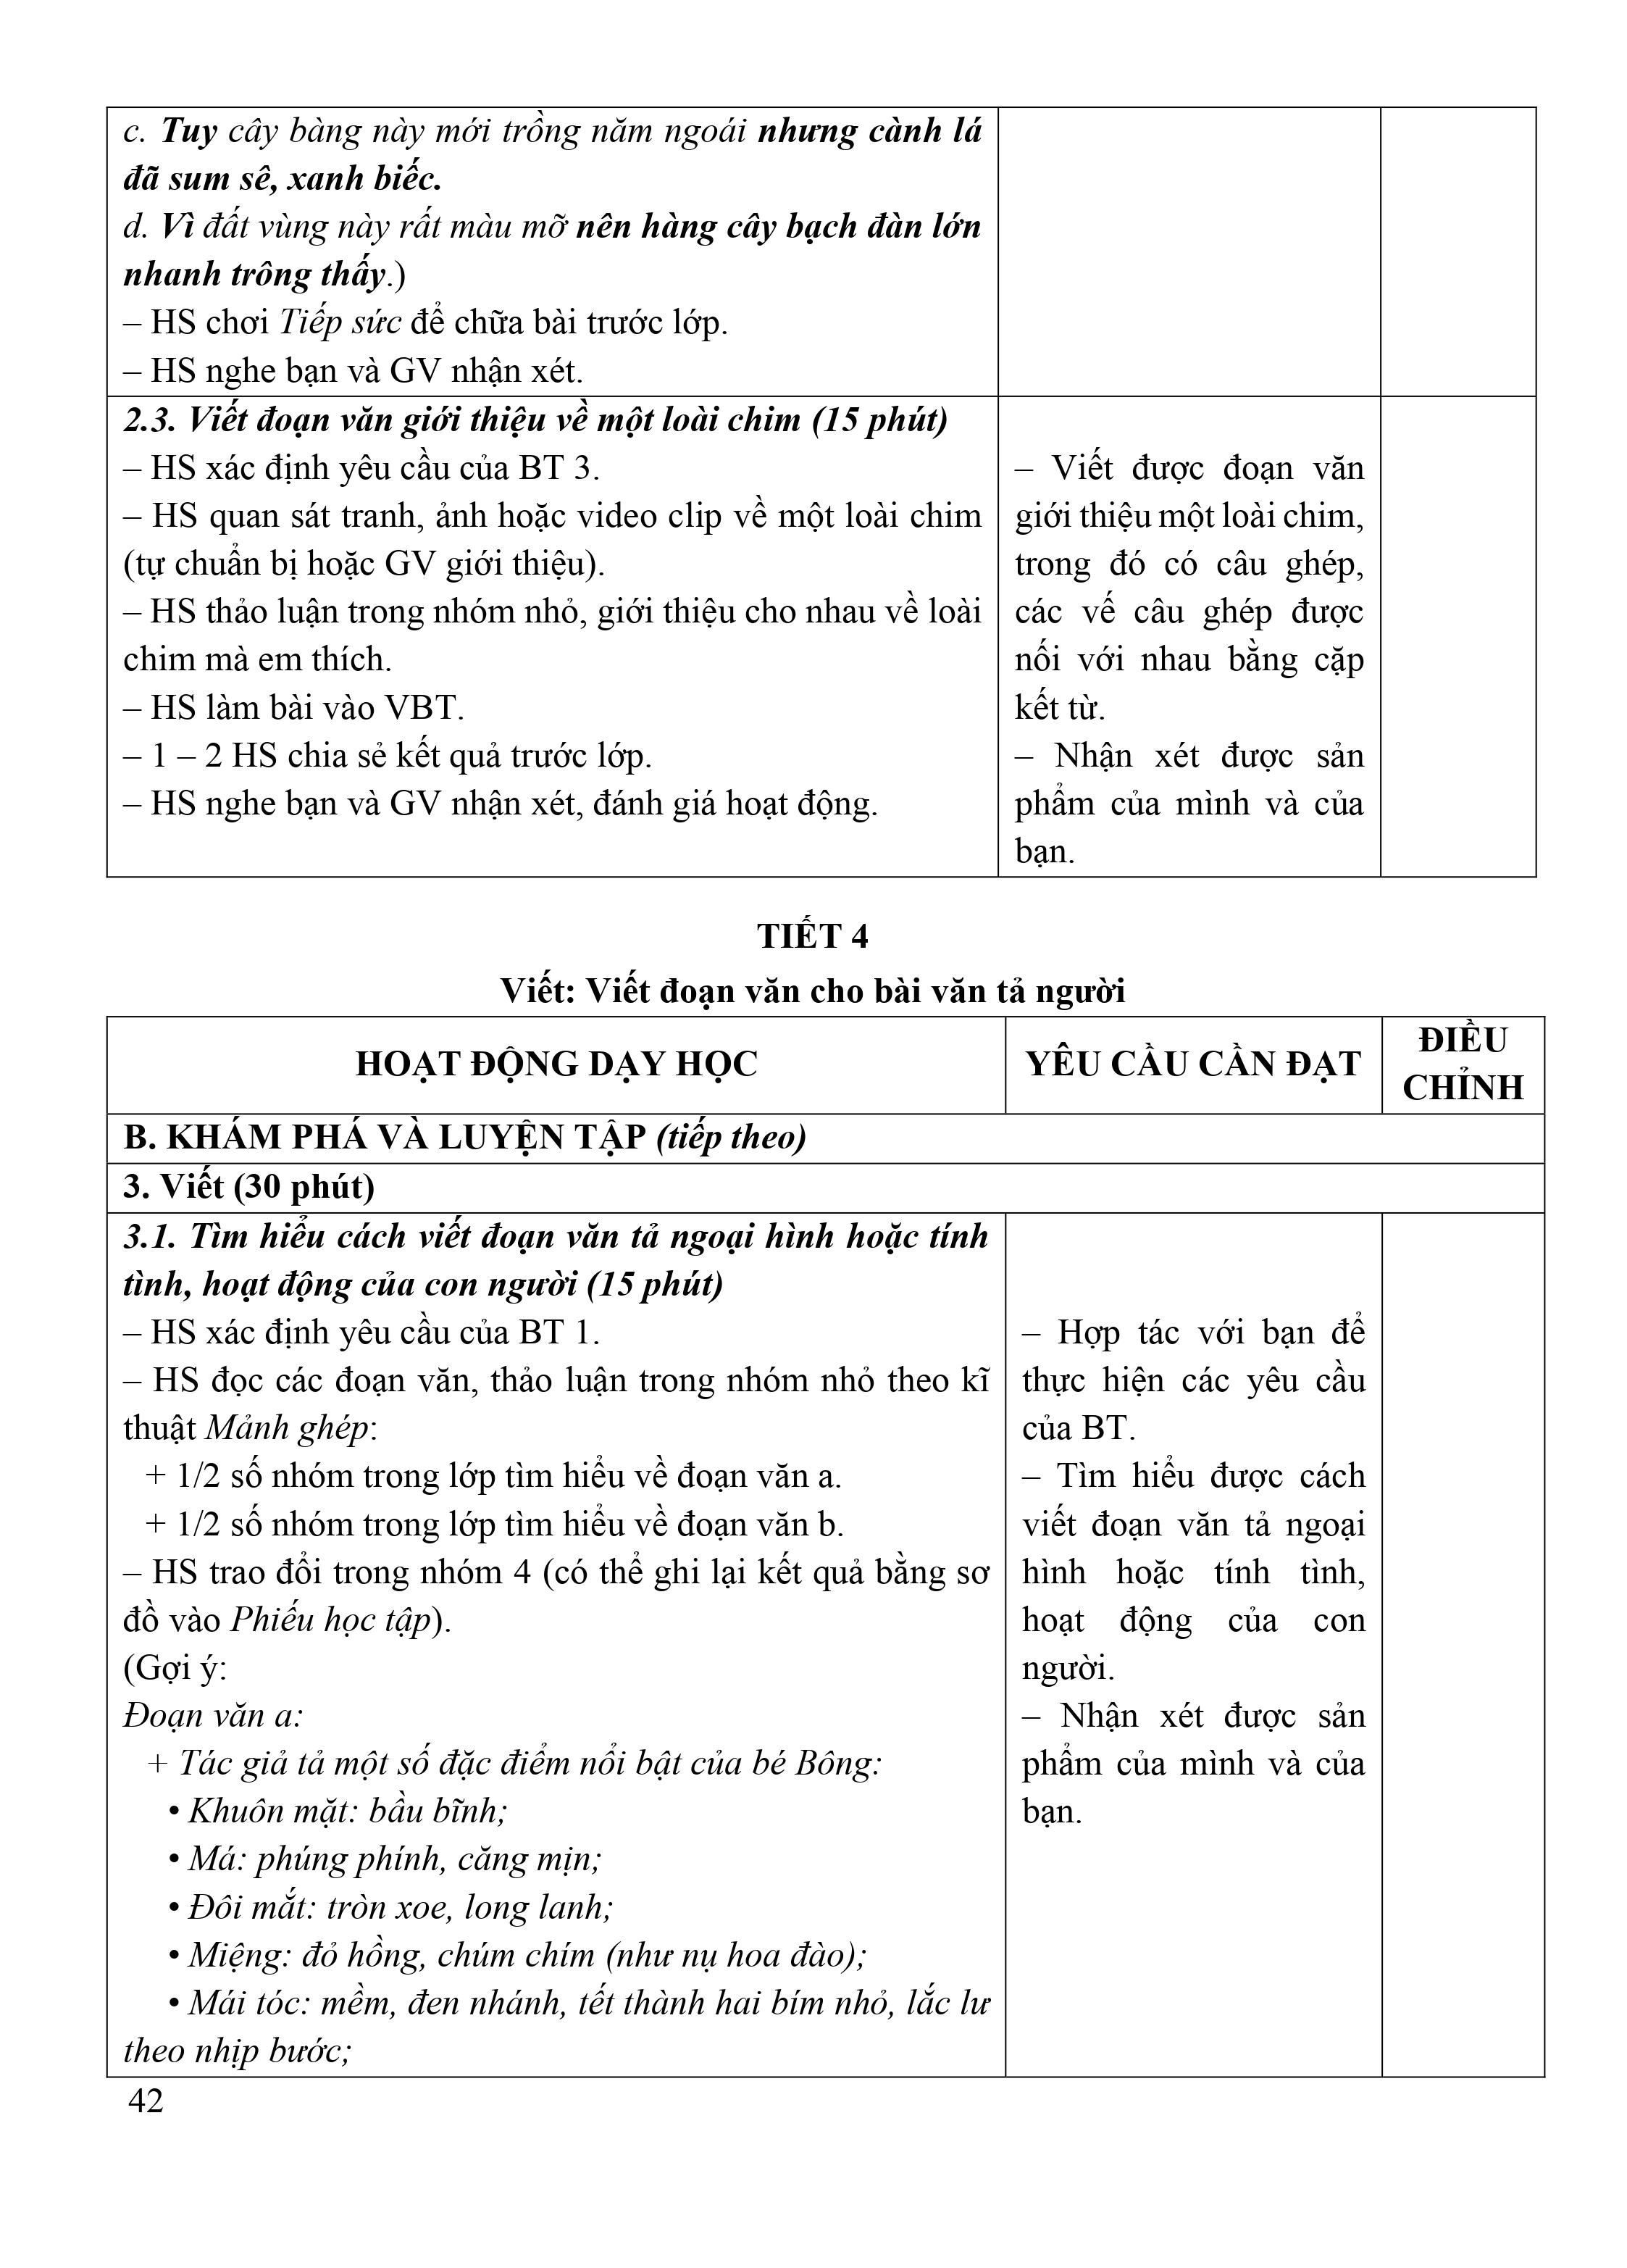 c. Tuy cây bàng này mới trồng năm ngoái nhưng cành lá
đã sum sê, xanh biếc.
d. Vì đất vùng này rất màu mỡ nên hàng cây bạch đàn lớn
nhanh trông thấy.)
– HS chơi Tiếp sức để chữa bài trước lớp.
– HS nghe bạn và GV nhận xét.
2.3. Viết đoạn văn giới thiệu về một loài chim (15 phút)
– HS xác định yêu cầu của BT 3.
– HS quan sát tranh, ảnh hoặc video clip về một loài chim
(tự chuẩn bị hoặc GV giới thiệu).
– HS thảo luận trong nhóm nhỏ, giới thiệu cho nhau về loài
chim mà em thích.
– HS làm bài vào VBT.
– 1 – 2 HS chia sẻ kết quả trước lớp.
– HS nghe bạn và GV nhận xét, đánh giá hoạt động.
– Viết được đoạn văn
giới thiệu một loài chim,
trong đó có câu ghép,
các vế câu ghép được
nối với nhau bằng cặp
kết từ.
– Nhận xét được sản
phẩm của mình và của
bạn.
TIẾT 4
Viết: Viết đoạn văn cho bài văn tả người
HOẠT ĐỘNG DẠY HỌC
YÊU CẦU CẦN ĐẠT
ĐIỀU
CHỈNH
B. KHÁM PHÁ VÀ LUYỆN TẬP (tiếp theo)
3. Viết (30 phút)
3.1. Tìm hiểu cách viết đoạn văn tả ngoại hình hoặc tính
tình, hoạt động của con người (15 phút)
– HS xác định yêu cầu của BT 1.
– HS đọc các đoạn văn, thảo luận trong nhóm nhỏ theo kĩ
thuật Mảnh ghép:
+ 1/2 số nhóm trong lớp tìm hiểu về đoạn văn a.
+ 1/2 số nhóm trong lớp tìm hiểu về đoạn văn b.
– HS trao đổi trong nhóm 4 (có thể ghi lại kết quả bằng sơ
đồ vào Phiếu học tập).
(Gợi ý:
Đoạn văn a:
+ Tác giả tả một số đặc điểm nổi bật của bé Bông:
• Khuôn mặt: bầu bĩnh;
• Má: phúng phính, căng mịn;
• Đôi mắt: tròn xoe, long lanh;
• Miệng: đỏ hồng, chúm chím (như nụ hoa đào);
• Mái tóc: mềm, đen nhánh, tết thành hai bím nhỏ, lắc lư
theo nhịp bước;
– Hợp tác với bạn để
thực hiện các yêu cầu
của BT.
– Tìm hiểu được cách
viết đoạn văn tả ngoại
hình hoặc tính tình,
hoạt động của con
người.
– Nhận xét được sản
phẩm của mình và của
bạn.
42